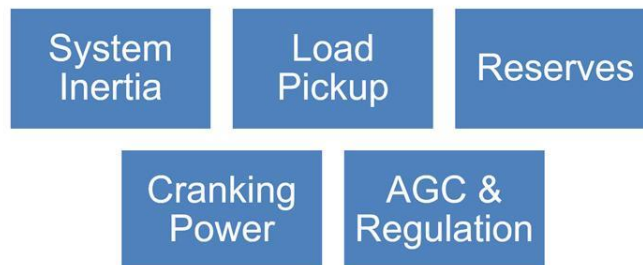 System
Inertia
Load
Pickup
Reserves
Cranking
Power
AGC &
Regulation